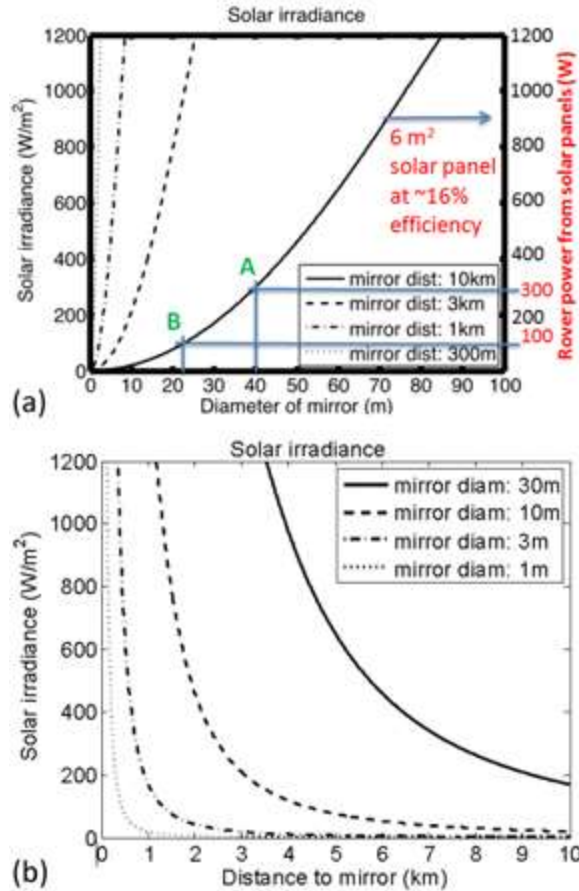 Solar irradiance
1200
1000
800
600
400
200
0
Solar irradiance (W/m²)
0 10 20 30 40 50 60 70 80 90 100
Diameter of mirror (m)
1200
1000
800
600
400
300
200
100
0
Rover power from solar panels (W)
6 m²
solar panel
at ~16%
efficiency
A
B
mirror dist: 10km
mirror dist: 3km
mirror dist: 1km
mirror dist: 300m
(a)
Solar irradiance
1200
1000
800
600
400
200
0
Solar irradiance (W/m²)
mirror diam: 30m
mirror diam: 10m
mirror diam: 3m
mirror diam: 1m
0 1 2 3 4 5 6 7 8 9 10
Distance to mirror (km)
(b)